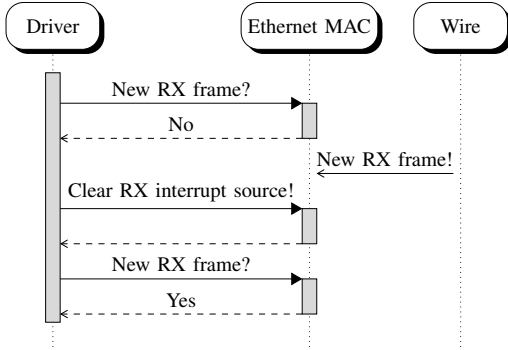 Driver
Ethernet MAC
Wire
New RX frame?
No
New RX frame!
Clear RX interrupt source!
New RX frame?
Yes